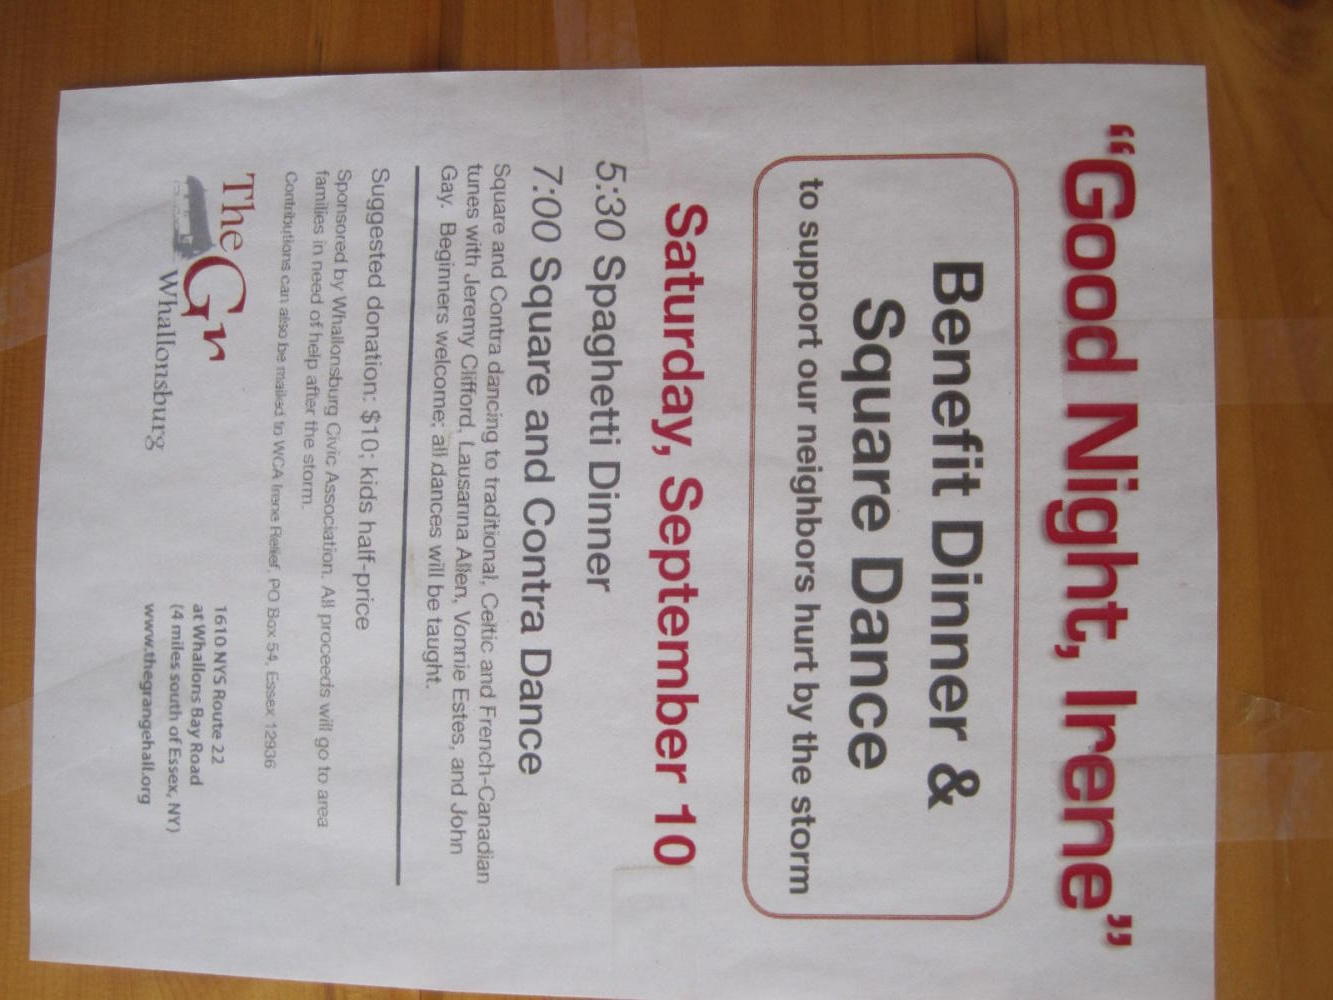 “Good Night, Irene”
Benefit Dinner &
Square Dance
to support our neighbors hurt by the storm
Saturday, September 10
5:30 Spaghetti Dinner
7:00 Square and Contra Dance
Square and Contra dancing to traditional, Celtic and French-Canadian
tunes with Jeremy Clifford, Lausanna Allen, Vonnie Estes, and John
Gay. Beginners welcome; all dances will be taught.
Suggested donation: $10; kids half-price
Sponsored by Whallonsburg Civic Association. All proceeds will go to area
families in need of help after the storm.
Contributions can also be mailed to WCA Irene Relief, PO Box 54, Essex 12936
The Gr
Whallonsburg
1610 NYS Route 22
at Whallons Bay Road
(4 miles south of Essex, NY)
www.thegrangehall.org